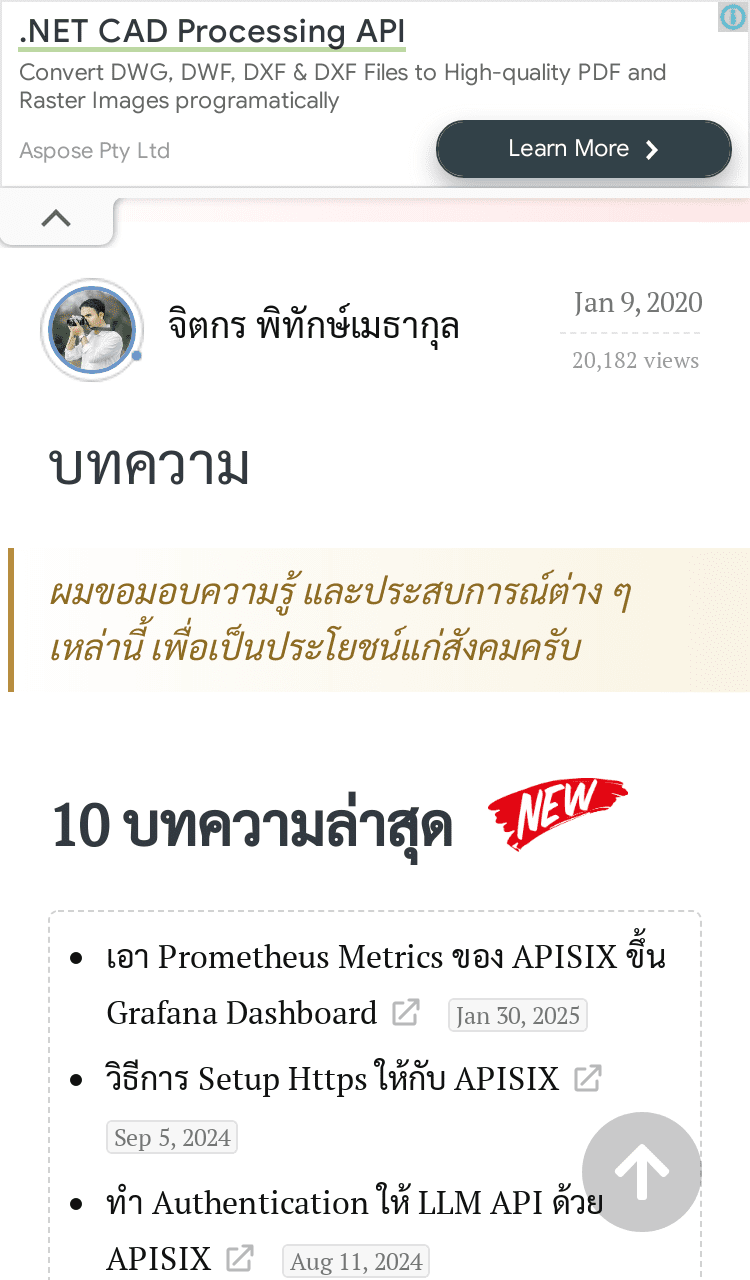 .NET CAD Processing API
Convert DWG, DWF, DXF & DXF Files to High-quality PDF and
Raster Images programatically
Aspose Pty Ltd
Learn More
จิตกร พิทักษ์เมธากุล
Jan 9, 2020
20,182 views
บทความ
ผมขอมอบความรู้ และประสบการณ์ต่าง ๆ
เหล่านี้ เพื่อเป็นประโยชน์แก่สังคมครับ
10 บทความล่าสุด NEW
เอา Prometheus Metrics ของ APISIX ขึ้น
Grafana Dashboard Jan 30, 2025
วิธีการ Setup Https ให้กับ APISIX
Sep 5, 2024
ทำ Authentication ให้ LLM API ด้วย
APISIX Aug 11, 2024